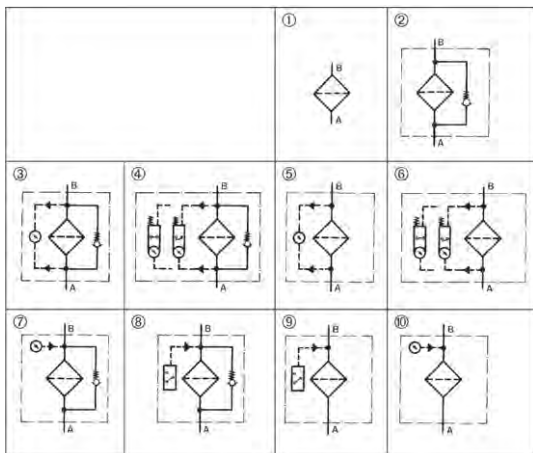 ① ②
B B
A A
③ ④ ⑤ ⑥
B B B B
A A A A
⑦ ⑧ ⑨ ⑩
B B B B
A A A A